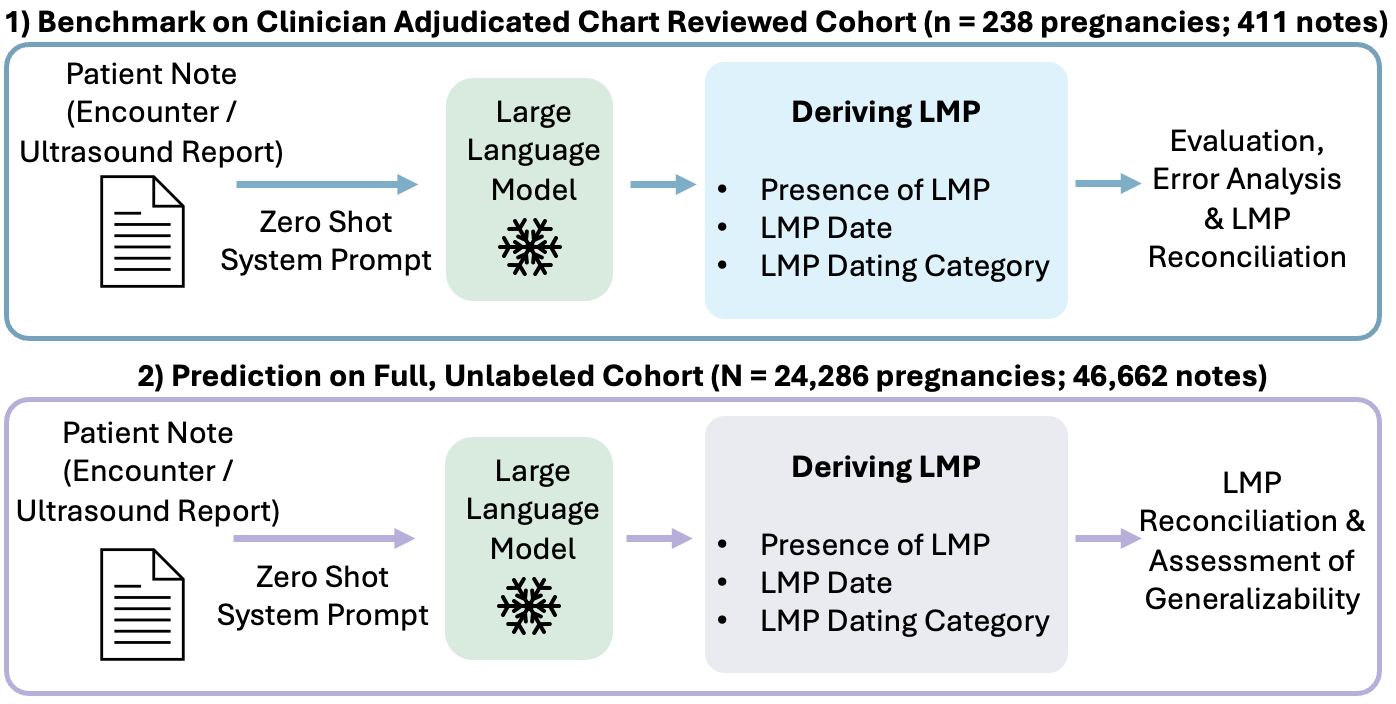 1) Benchmark on Clinician Adjudicated Chart Reviewed Cohort (n = 238 pregnancies; 411 notes)
Patient Note
(Encounter /
Ultrasound Report)
Zero Shot
System Prompt
Large
Language
Model
Deriving LMP
• Presence of LMP
• LMP Date
• LMP Dating Category
Evaluation,
Error Analysis
& LMP
Reconciliation
2) Prediction on Full, Unlabeled Cohort (N = 24,286 pregnancies; 46,662 notes)
Patient Note
(Encounter /
Ultrasound Report)
Zero Shot
System Prompt
Large
Language
Model
Deriving LMP
• Presence of LMP
• LMP Date
• LMP Dating Category
LMP
Reconciliation &
Assessment of
Generalizability